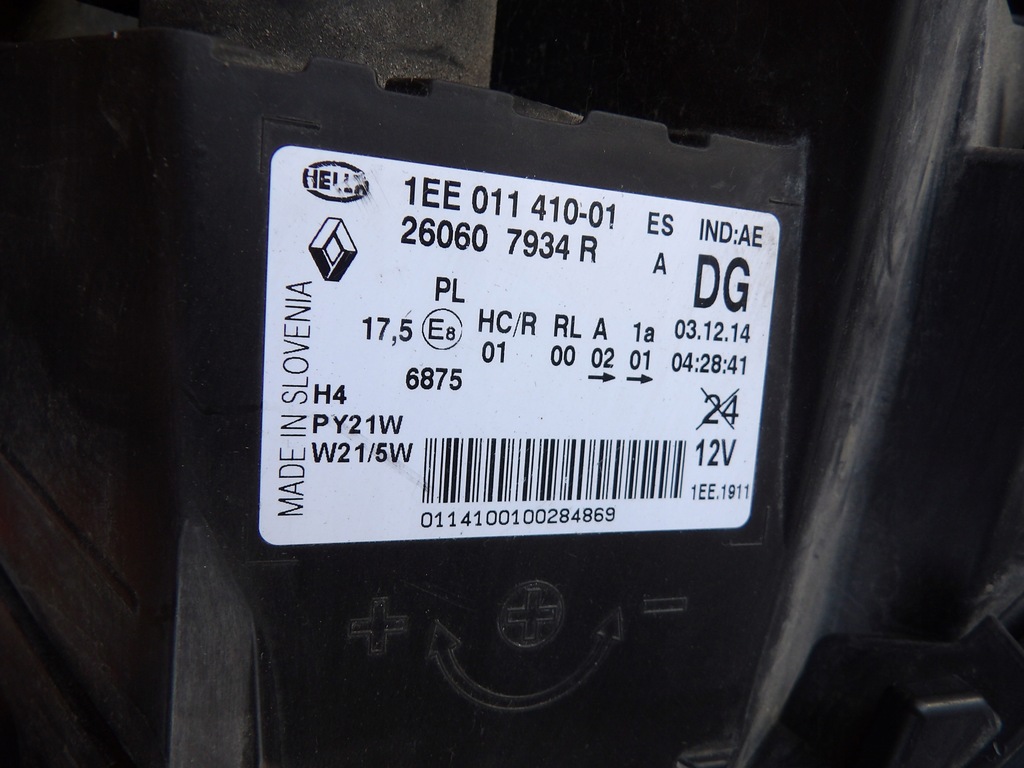 HELLA
1EE 011 410-01 ES IND:AE
26060 7934 R A DG
MADE IN SLOVENIA
PL
17,5 E8 HC/R RL A 1a 03.12.14
01 00 02 01 04:28:41
→ →
6875
H4
PY21W
W21/5W
24
12V
1EE.1911
0114100100284869
+ + −